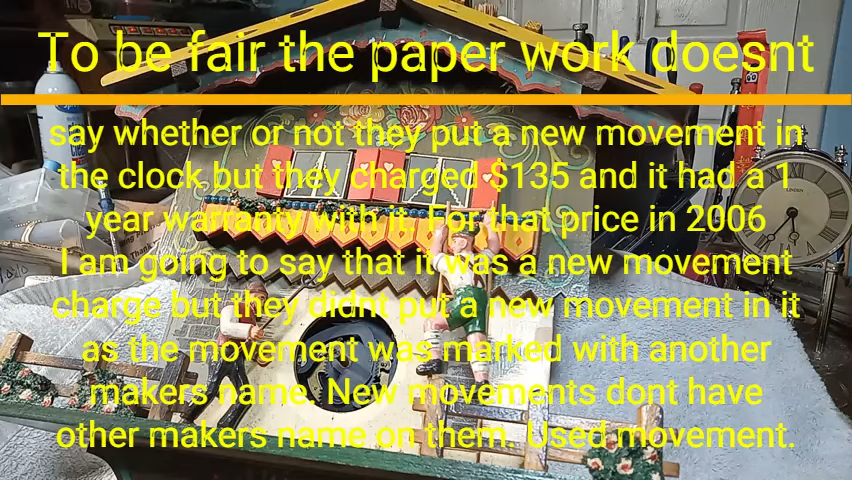 To be fair the paper work doesnt
say whether or not they put a new movement in
the clock but they charged $135 and it had a 1
year warranty with it. For that price in 2006
I am going to say that it was a new movement
charge but they didnt put a new movement in it
as the movement was marked with another
makers name. New movements dont have
other makers name on them. Used movement.